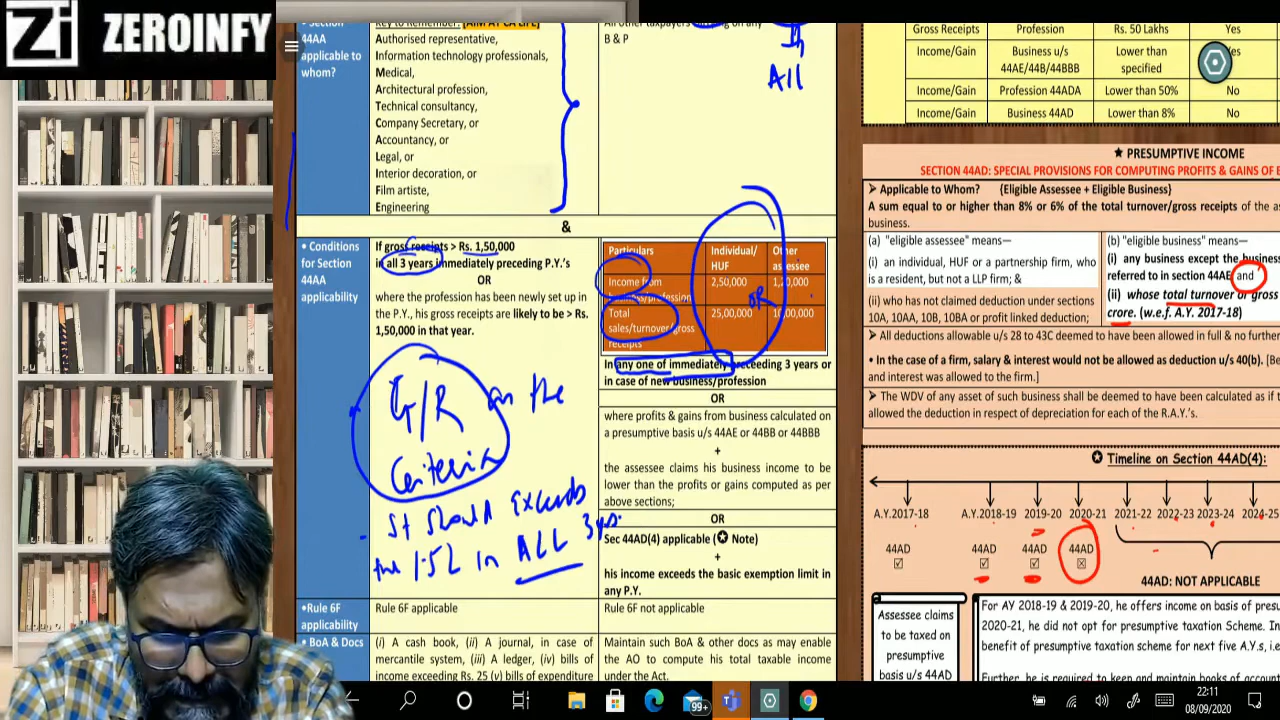 ZEROINFY
• Section
44AA
applicable to
whom?
Key to Remember: [AIM AT CA LIFE]
Authorised representative,
Information technology professionals,
Medical,
Architectural profession,
Technical consultancy,
Company Secretary, or
Accountancy, or
Legal, or
Interior decoration, or
Film artiste,
Engineering
B & P
All
&
• Conditions
for Section
44AA
applicability
If gross receipts > Rs. 1,50,000
in all 3 years immediately preceding P.Y.'s
OR
where the profession has been newly set up in
the P.Y., his gross receipts are likely to be > Rs.
1,50,000 in that year.
G/R on the
Criteria
It should exceeds
the 1.5L in ALL 3 yrs.
Particulars Individual/ HUF Other assessee
Income from business/profession 2,50,000 1,20,000
OR
Total sales/turnover/gross receipts 25,00,000 10,00,000
In any one of immediately preceeding 3 years or
in case of new business/profession
OR
where profits & gains from business calculated on
a presumptive basis u/s 44AE or 44BB or 44BBB
+
the assessee claims his business income to be
lower than the profits or gains computed as per
above sections;
OR
Sec 44AD(4) applicable (✪ Note)
+
his income exceeds the basic exemption limit in
any P.Y.
•Rule 6F
applicability
Rule 6F applicable
Rule 6F not applicable
• BoA & Docs
(i) A cash book, (ii) A journal, in case of
mercantile system, (iii) A ledger, (iv) bills of
income exceeding Rs. 25 (v) bills of expenditure
Maintain such BoA & other docs as may enable
the AO to compute his total taxable income
under the Act.
Gross Receipts Profession Rs. 50 Lakhs Yes
Income/Gain Business u/s 44AE/44B/44BBB Lower than specified Yes
Income/Gain Profession 44ADA Lower than 50% No
Income/Gain Business 44AD Lower than 8% No
★ PRESUMPTIVE INCOME
SECTION 44AD: SPECIAL PROVISIONS FOR COMPUTING PROFITS & GAINS OF B
➤ Applicable to Whom? {Eligible Assessee + Eligible Business}
A sum equal to or higher than 8% or 6% of the total turnover/gross receipts of the as
business.
(a) "eligible assessee" means—
(i) an individual, HUF or a partnership firm, who
is a resident, but not a LLP firm; &
(ii) who has not claimed deduction under sections
10A, 10AA, 10B, 10BA or profit linked deduction;
(b) "eligible business" means—
(i) any business except the business
referred to in section 44AE and
(ii) whose total turnover or gross
crore. (w.e.f. A.Y. 2017-18)
➤ All deductions allowable u/s 28 to 43C deemed to have been allowed in full & no further
• In the case of a firm, salary & interest would not be allowed as deduction u/s 40(b). [Be
and interest was allowed to the firm.]
➤ The WDV of any asset of such business shall be deemed to have been calculated as if t
allowed the deduction in respect of depreciation for each of the R.A.Y.'s.
✪ Timeline on Section 44AD(4):
A.Y.2017-18 A.Y.2018-19 2019-20 2020-21 2021-22 2022-23 2023-24 2024-25
44AD 44AD 44AD 44AD
44AD: NOT APPLICABLE
Assessee claims
to be taxed on
presumptive
basis u/s 44AD
For AY 2018-19 & 2019-20, he offers income on basis of presu
2020-21, he did not opt for presumptive taxation Scheme. In
benefit of presumptive taxation scheme for next five A.Y.s, i.e
Further, he is required to keep and maintain books of account
99+
22:11
08/09/2020